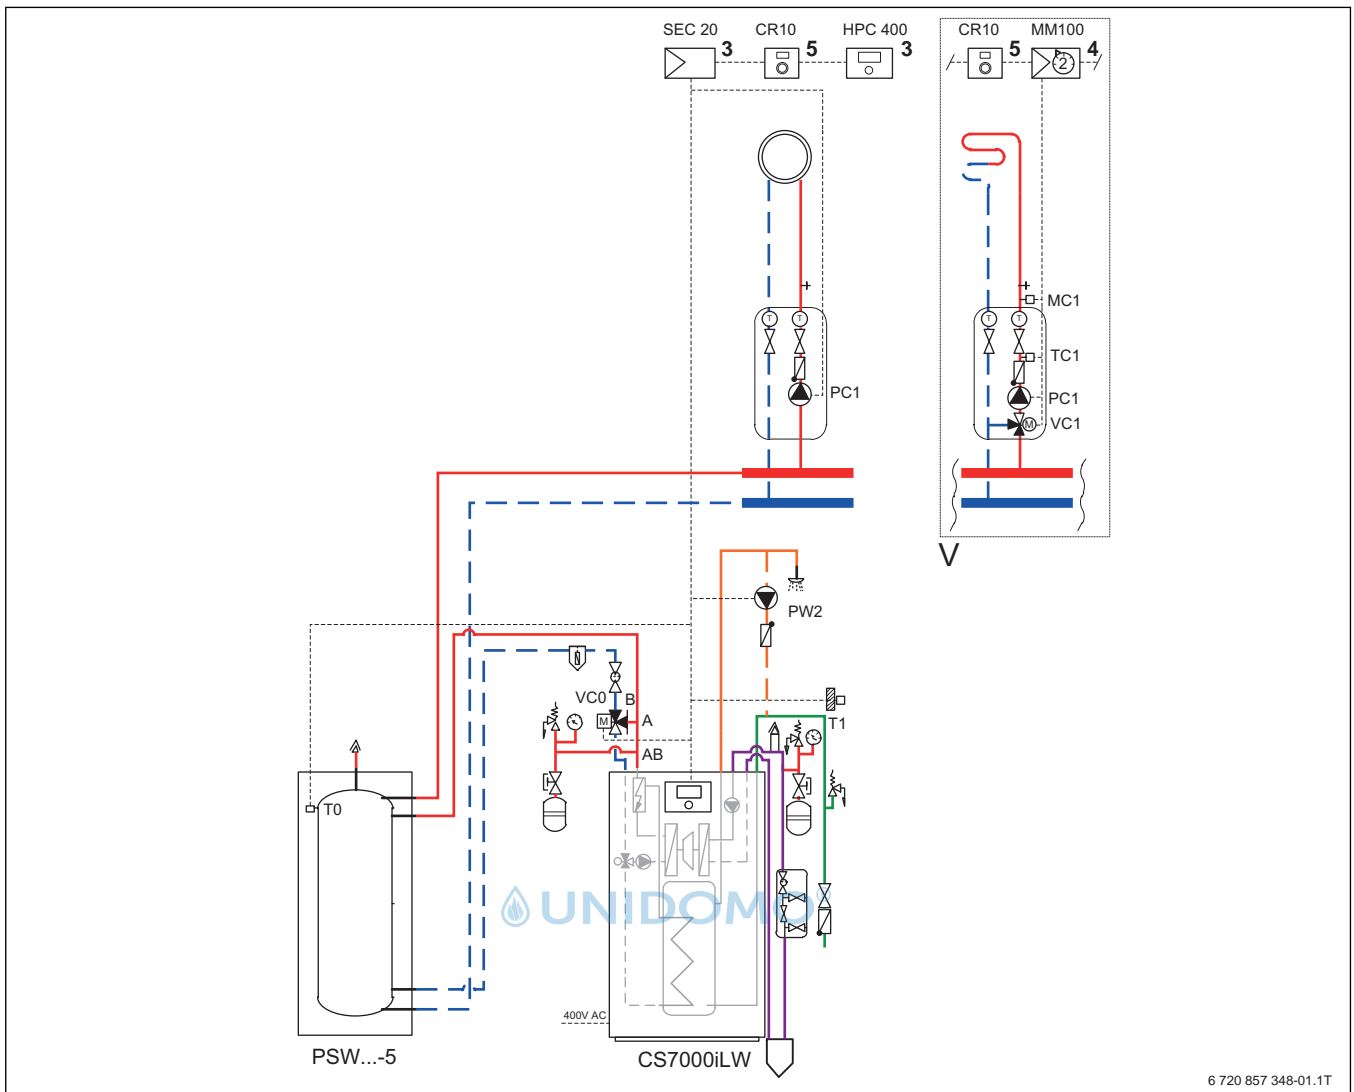 SEC 20 CR10 HPC 400 CR10 MM100
3 5 3 5 4
2
T T T T
MC1
TC1
PC1 PC1
M VC1
V
PW2
VC0 B
M A T1
AB
T0
UNIDOMO®
400V AC
PSW...-5 CS7000iLW
6 720 857 348-01.1T